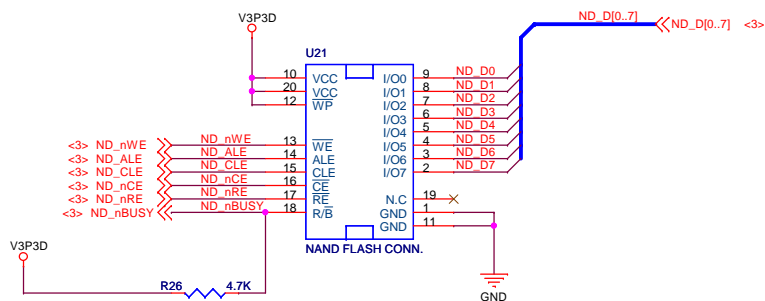 V3P3D
ND_D[0..7]
ND_D[0..7] <3>
U21
10 VCC I/O0 9 ND_D0
20 VCC I/O1 8 ND_D1
12 WP I/O2 7 ND_D2
I/O3 6 ND_D3
I/O4 5 ND_D4
<3> ND_nWE ND_nWE 13 WE I/O5 4 ND_D5
<3> ND_ALE ND_ALE 14 ALE I/O6 3 ND_D6
<3> ND_CLE ND_CLE 15 CLE I/O7 2 ND_D7
<3> ND_nCE ND_nCE 16 CE
<3> ND_nRE ND_nRE 17 RE N.C 19
<3> ND_nBUSY ND_nBUSY 18 R/B GND 1
GND 11
NAND FLASH CONN.
V3P3D
R26 4.7K
GND